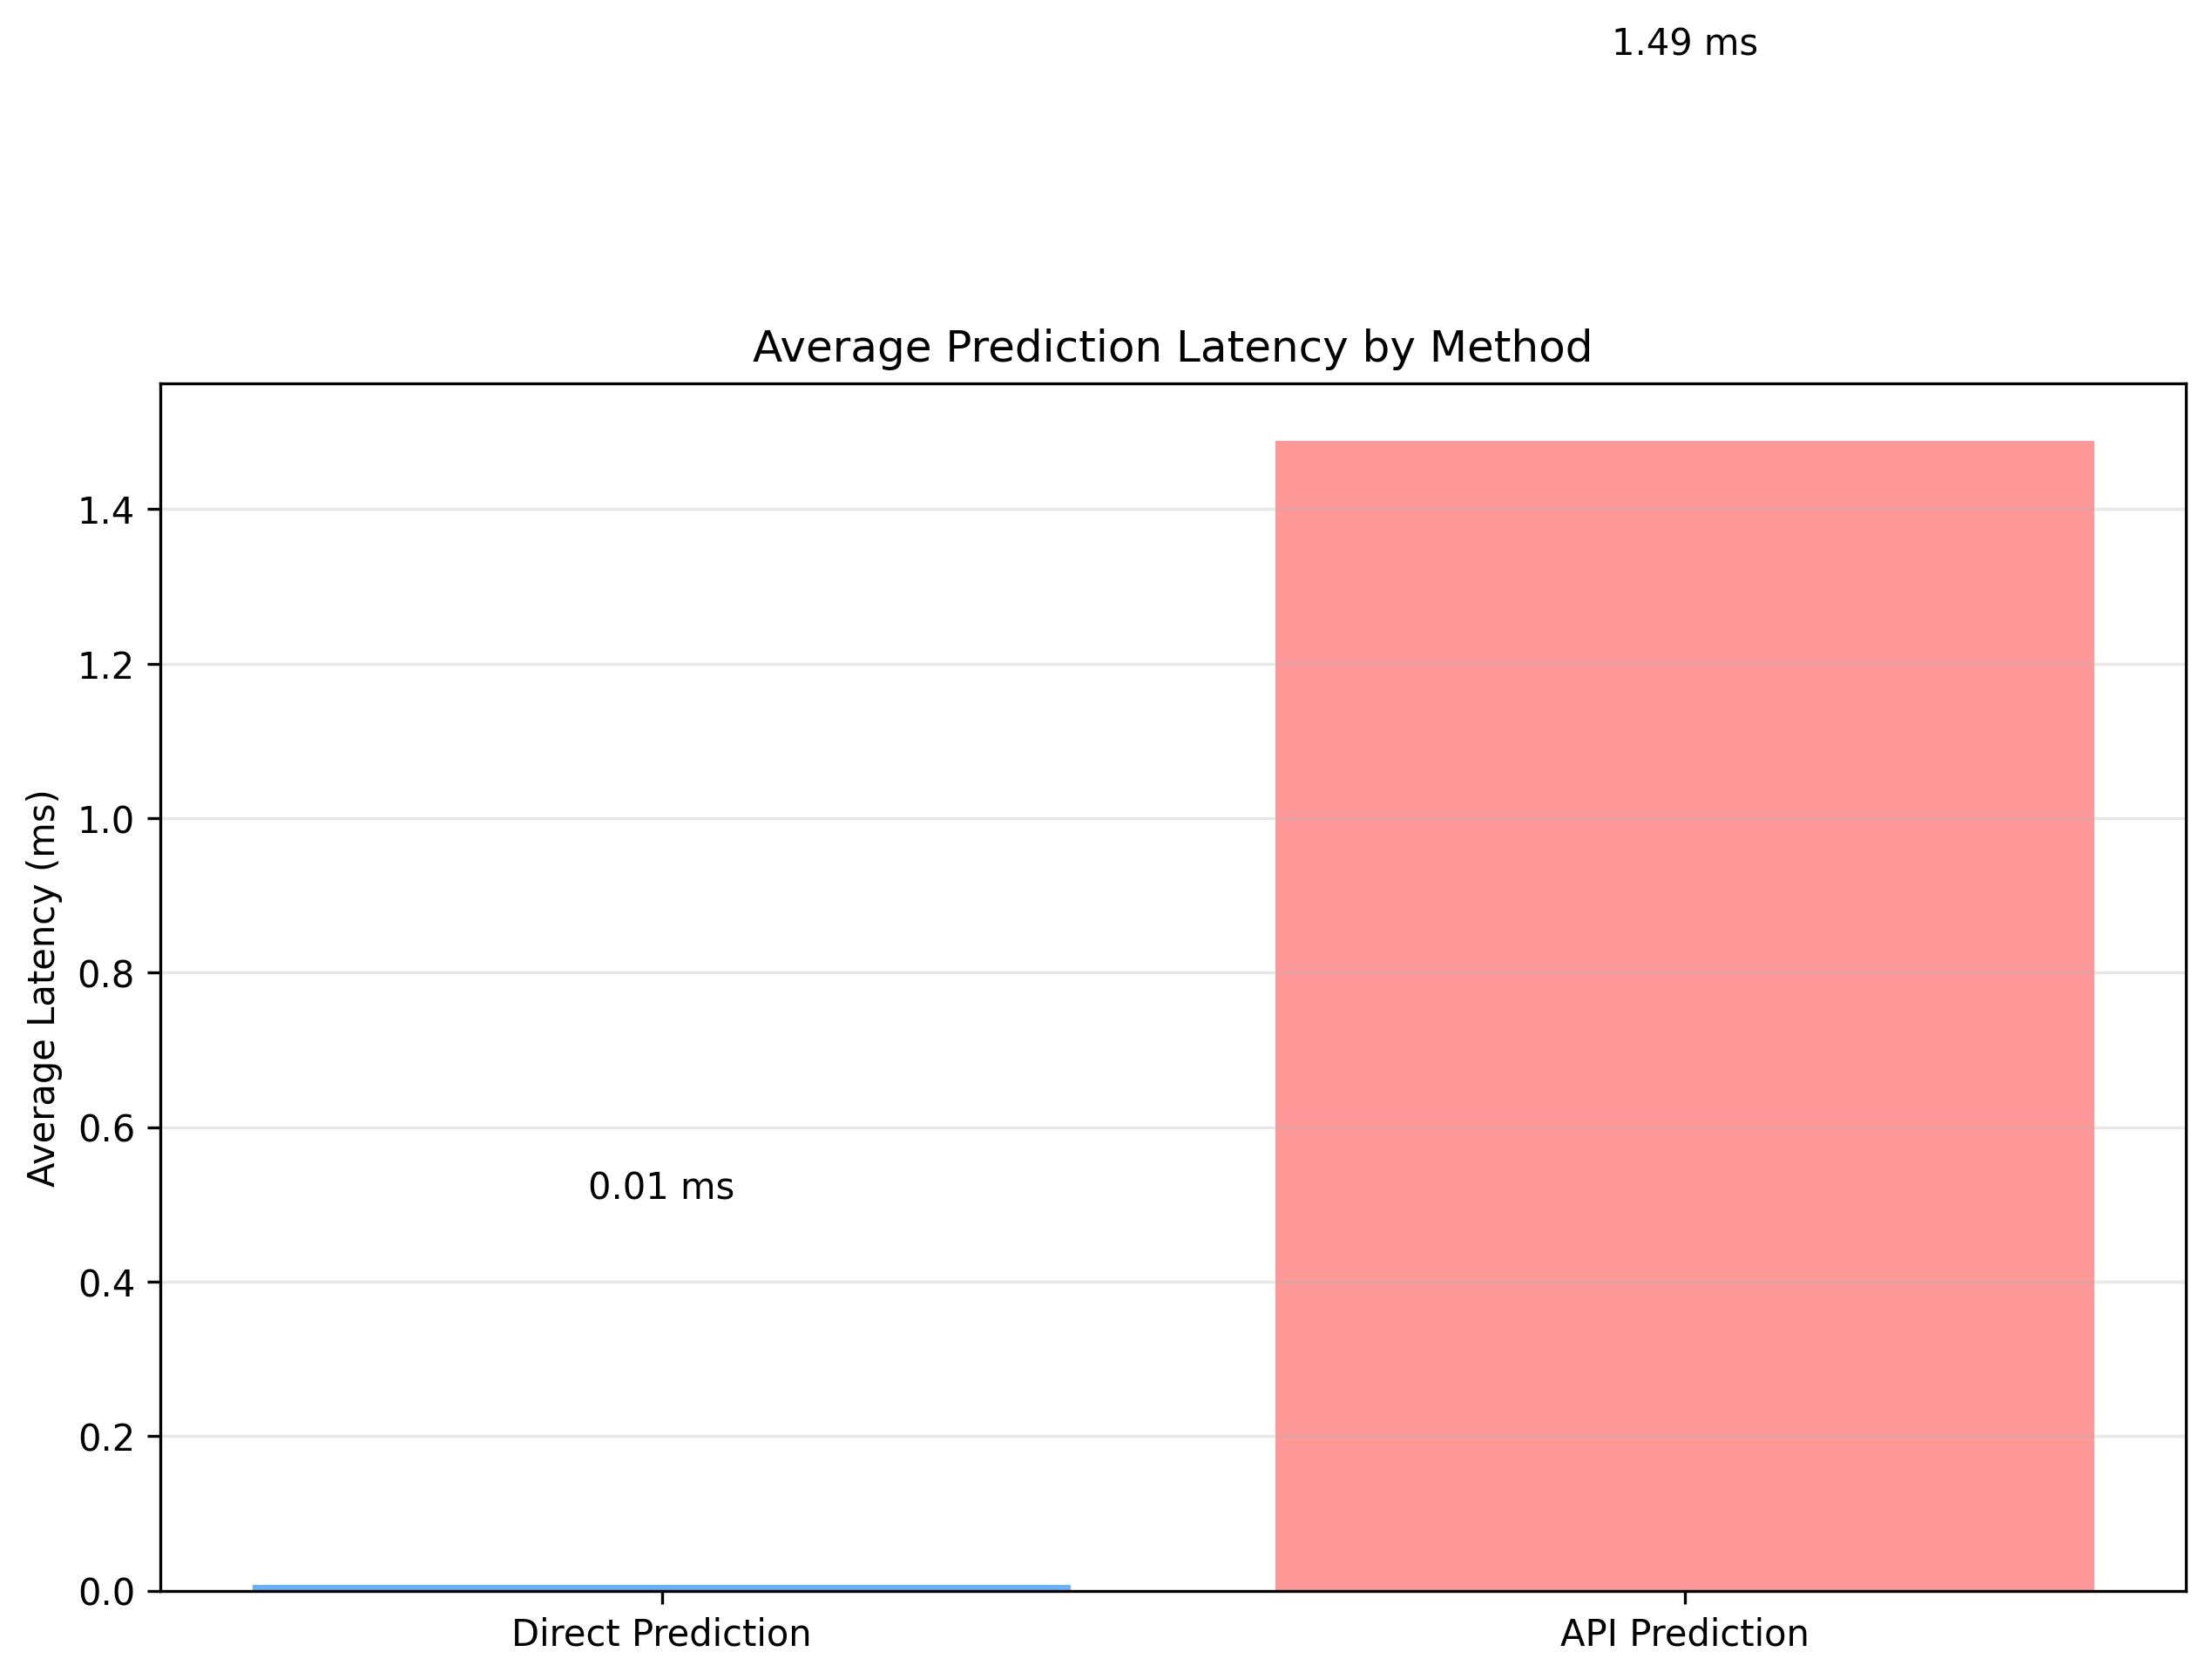 1.49 ms
Average Prediction Latency by Method
Average Latency (ms)
1.4
1.2
1.0
0.8
0.6
0.01 ms
0.4
0.2
0.0
Direct Prediction
API Prediction